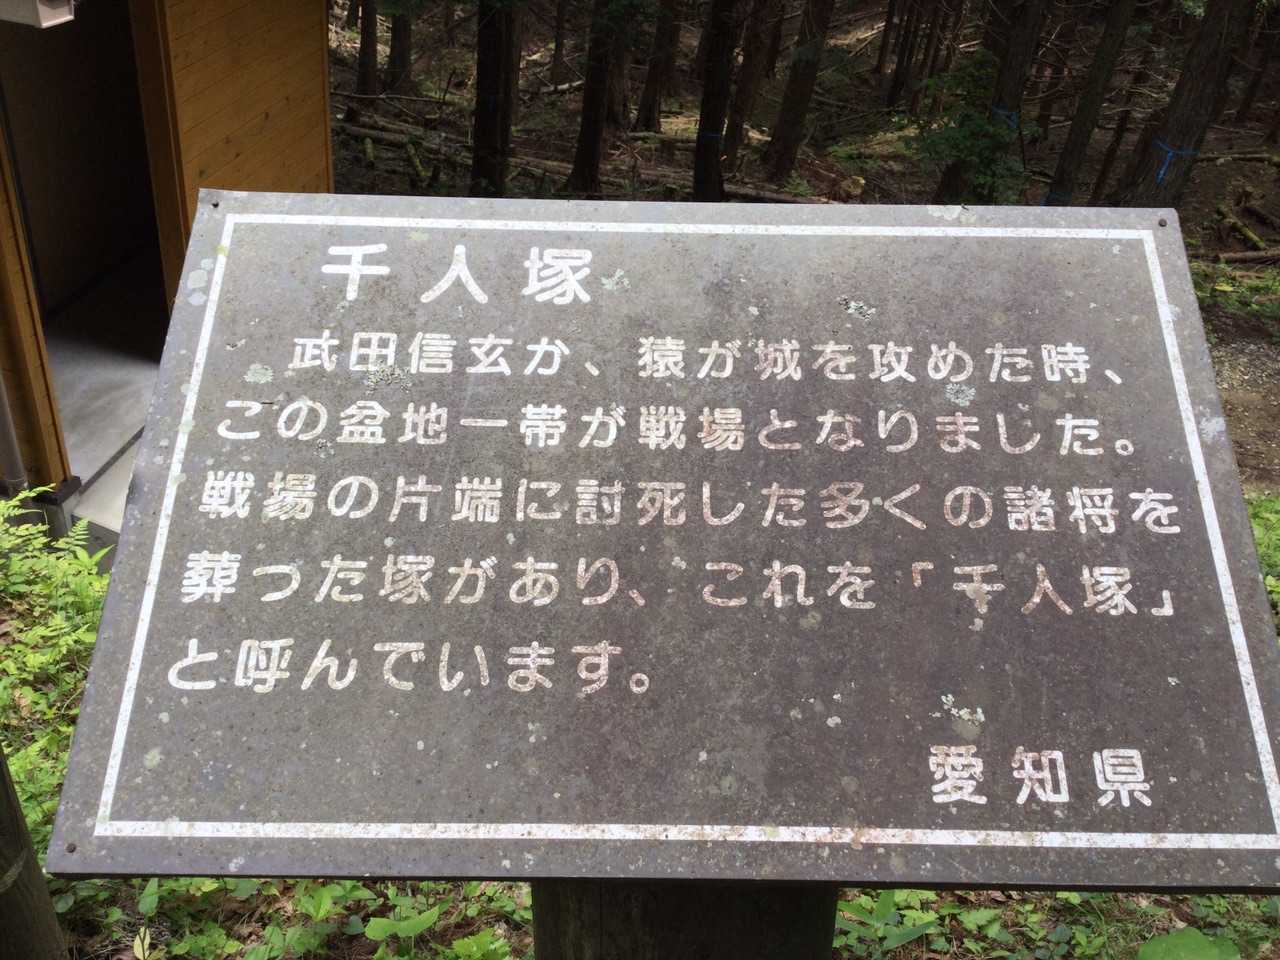 千人塚
武田信玄か、猿が城を攻めた時、
この盆地一帯が戦場となりました。
戦場の片端に討死した多くの諸将を
葬った塚があり、これを「千人塚」
と呼んでいます。
愛知県